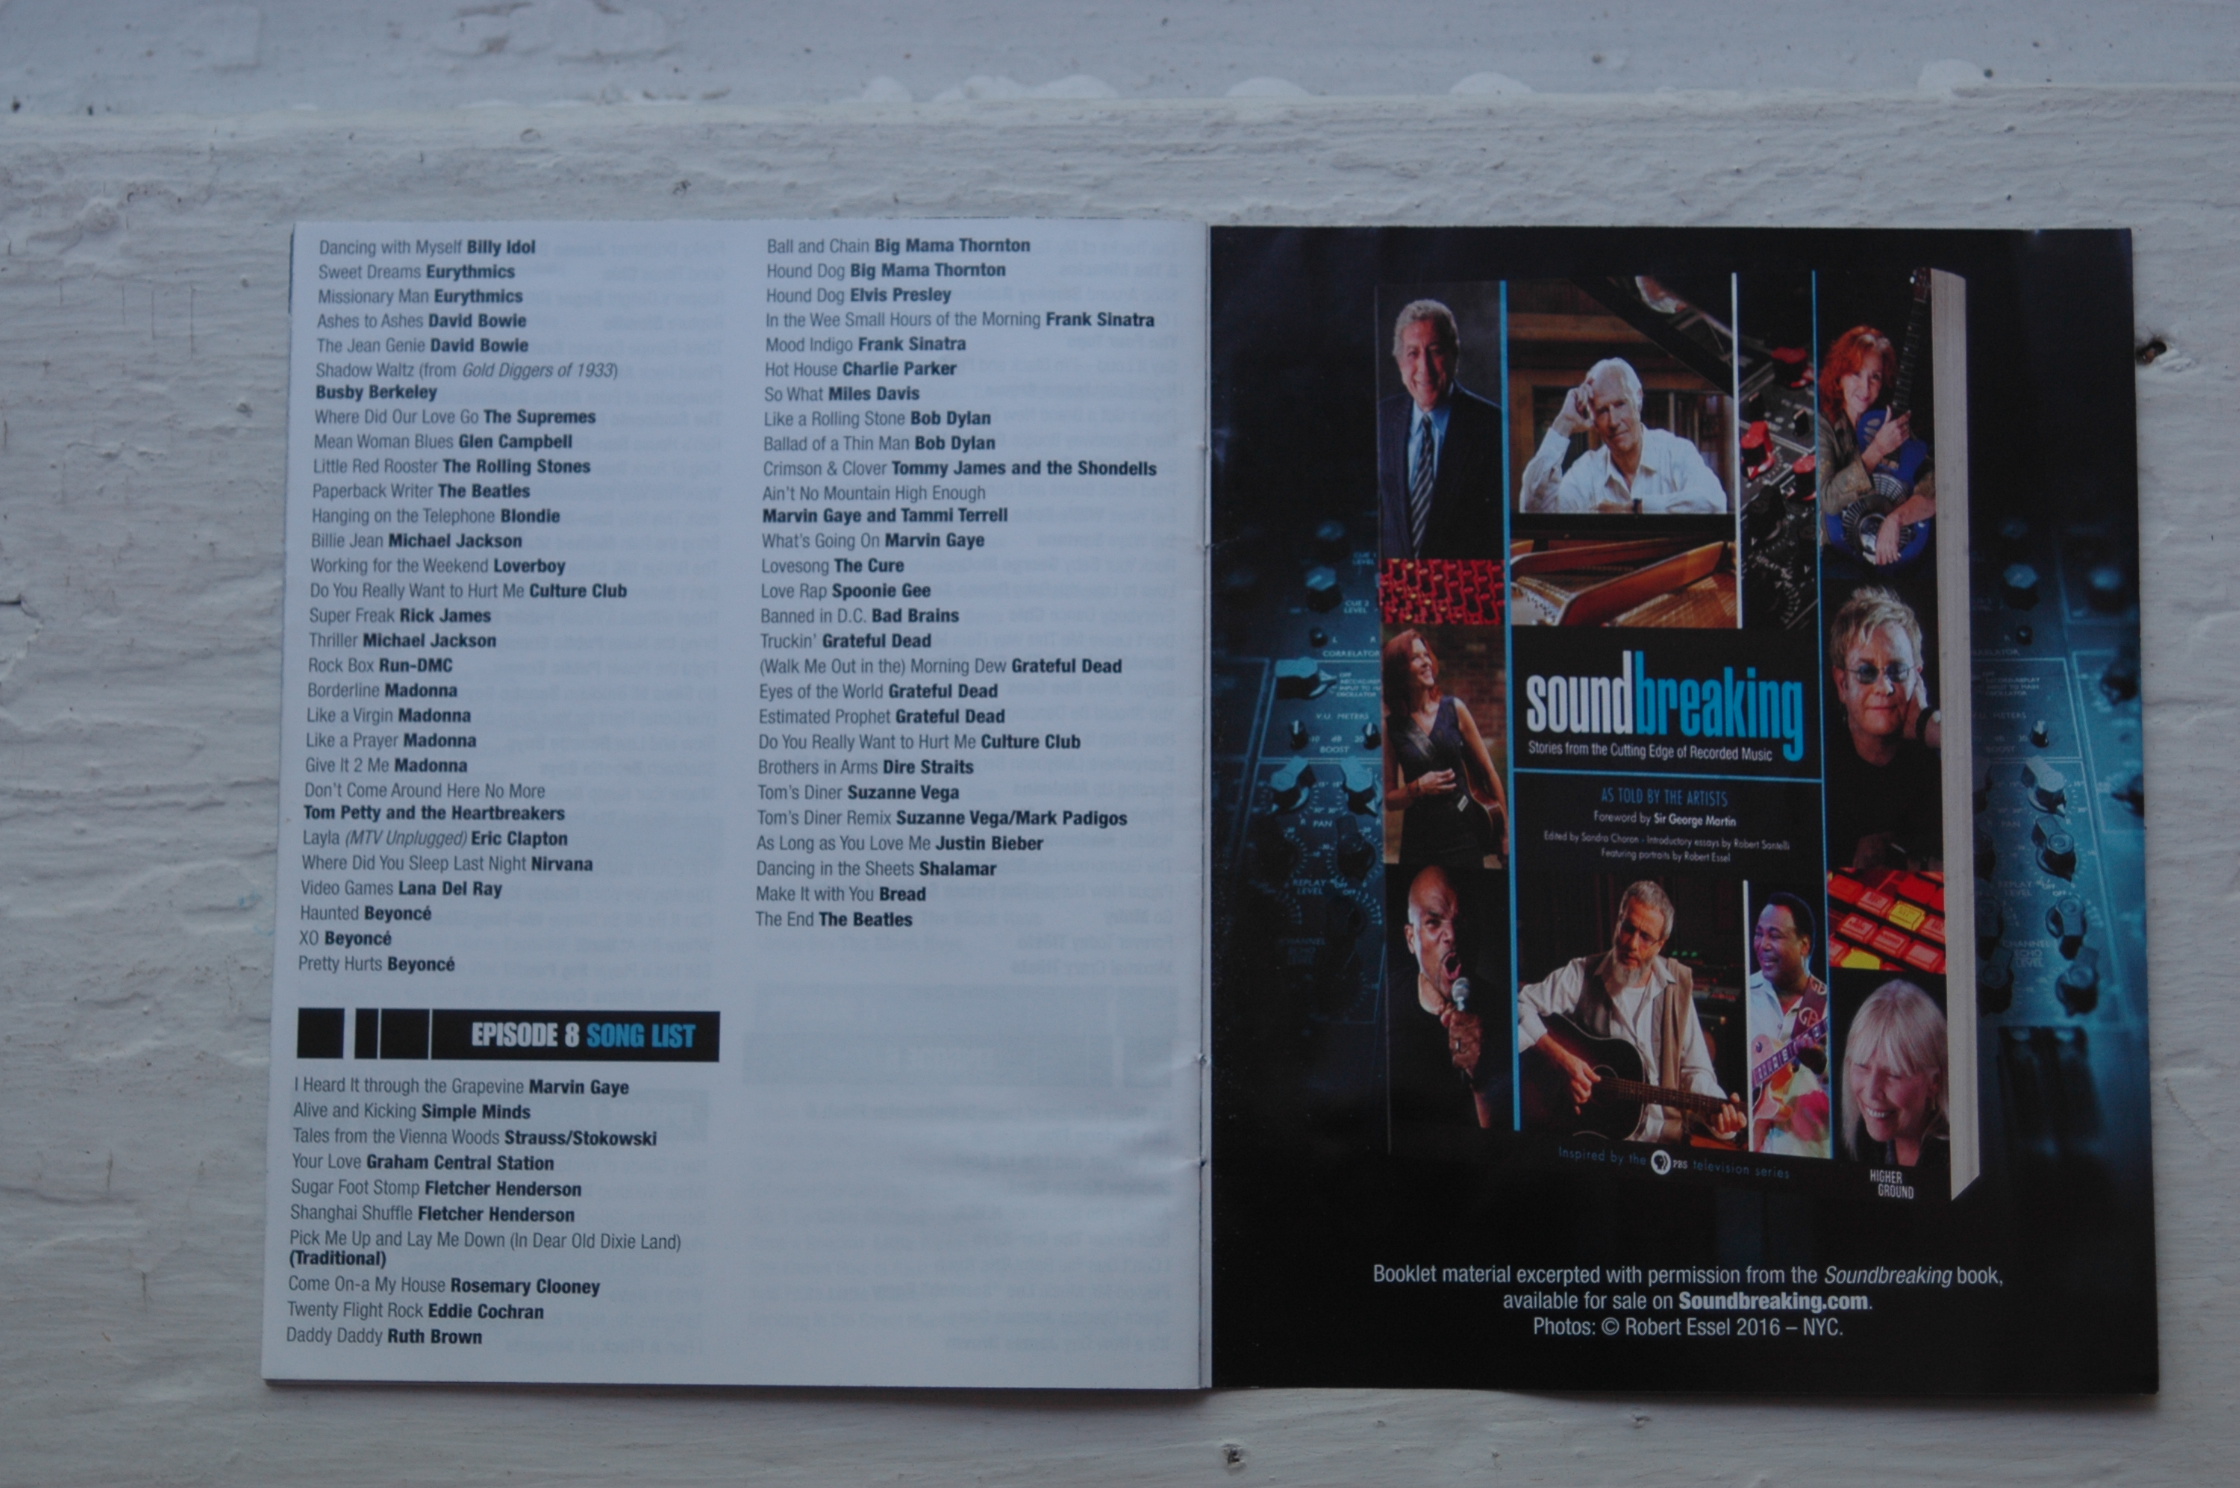 Dancing with Myself Billy Idol
Sweet Dreams Eurythmics
Missionary Man Eurythmics
Ashes to Ashes David Bowie
The Jean Genie David Bowie
Shadow Waltz (from Gold Diggers of 1933)
Busby Berkeley
Where Did Our Love Go The Supremes
Mean Woman Blues Glen Campbell
Little Red Rooster The Rolling Stones
Paperback Writer The Beatles
Hanging on the Telephone Blondie
Billie Jean Michael Jackson
Working for the Weekend Loverboy
Do You Really Want to Hurt Me Culture Club
Super Freak Rick James
Thriller Michael Jackson
Rock Box Run-DMC
Borderline Madonna
Like a Virgin Madonna
Like a Prayer Madonna
Give It 2 Me Madonna
Don't Come Around Here No More
Tom Petty and the Heartbreakers
Layla (MTV Unplugged) Eric Clapton
Where Did You Sleep Last Night Nirvana
Video Games Lana Del Ray
Haunted Beyoncé
XO Beyoncé
Pretty Hurts Beyoncé
EPISODE 8 SONG LIST
I Heard It through the Grapevine Marvin Gaye
Alive and Kicking Simple Minds
Tales from the Vienna Woods Strauss/Stokowski
Your Love Graham Central Station
Sugar Foot Stomp Fletcher Henderson
Shanghai Shuffle Fletcher Henderson
Pick Me Up and Lay Me Down (In Dear Old Dixie Land)
(Traditional)
Come On-a My House Rosemary Clooney
Twenty Flight Rock Eddie Cochran
Daddy Daddy Ruth Brown
Ball and Chain Big Mama Thornton
Hound Dog Big Mama Thornton
Hound Dog Elvis Presley
In the Wee Small Hours of the Morning Frank Sinatra
Mood Indigo Frank Sinatra
Hot House Charlie Parker
So What Miles Davis
Like a Rolling Stone Bob Dylan
Ballad of a Thin Man Bob Dylan
Crimson & Clover Tommy James and the Shondells
Ain't No Mountain High Enough
Marvin Gaye and Tammi Terrell
What's Going On Marvin Gaye
Lovesong The Cure
Love Rap Spoonie Gee
Banned in D.C. Bad Brains
Truckin' Grateful Dead
(Walk Me Out in the) Morning Dew Grateful Dead
Eyes of the World Grateful Dead
Estimated Prophet Grateful Dead
Do You Really Want to Hurt Me Culture Club
Brothers in Arms Dire Straits
Tom's Diner Suzanne Vega
Tom's Diner Remix Suzanne Vega/Mark Padigos
As Long as You Love Me Justin Bieber
Dancing in the Sheets Shalamar
Make It with You Bread
The End The Beatles
soundbreaking
Stories from the Cutting Edge of Recorded Music
AS TOLD BY THE ARTISTS
Foreword by Sir George Martin
Edited by Sandra Choron - Introductory essays by Robert Santelli
Featuring portraits by Robert Essel
Inspired by the PBS television series
HIGHER
GROUND
CUE 2
LEVEL
V.U. METERS
BOOST
PAN
REPLAY
LEVEL
Booklet material excerpted with permission from the Soundbreaking book,
available for sale on Soundbreaking.com.
Photos: © Robert Essel 2016 – NYC.